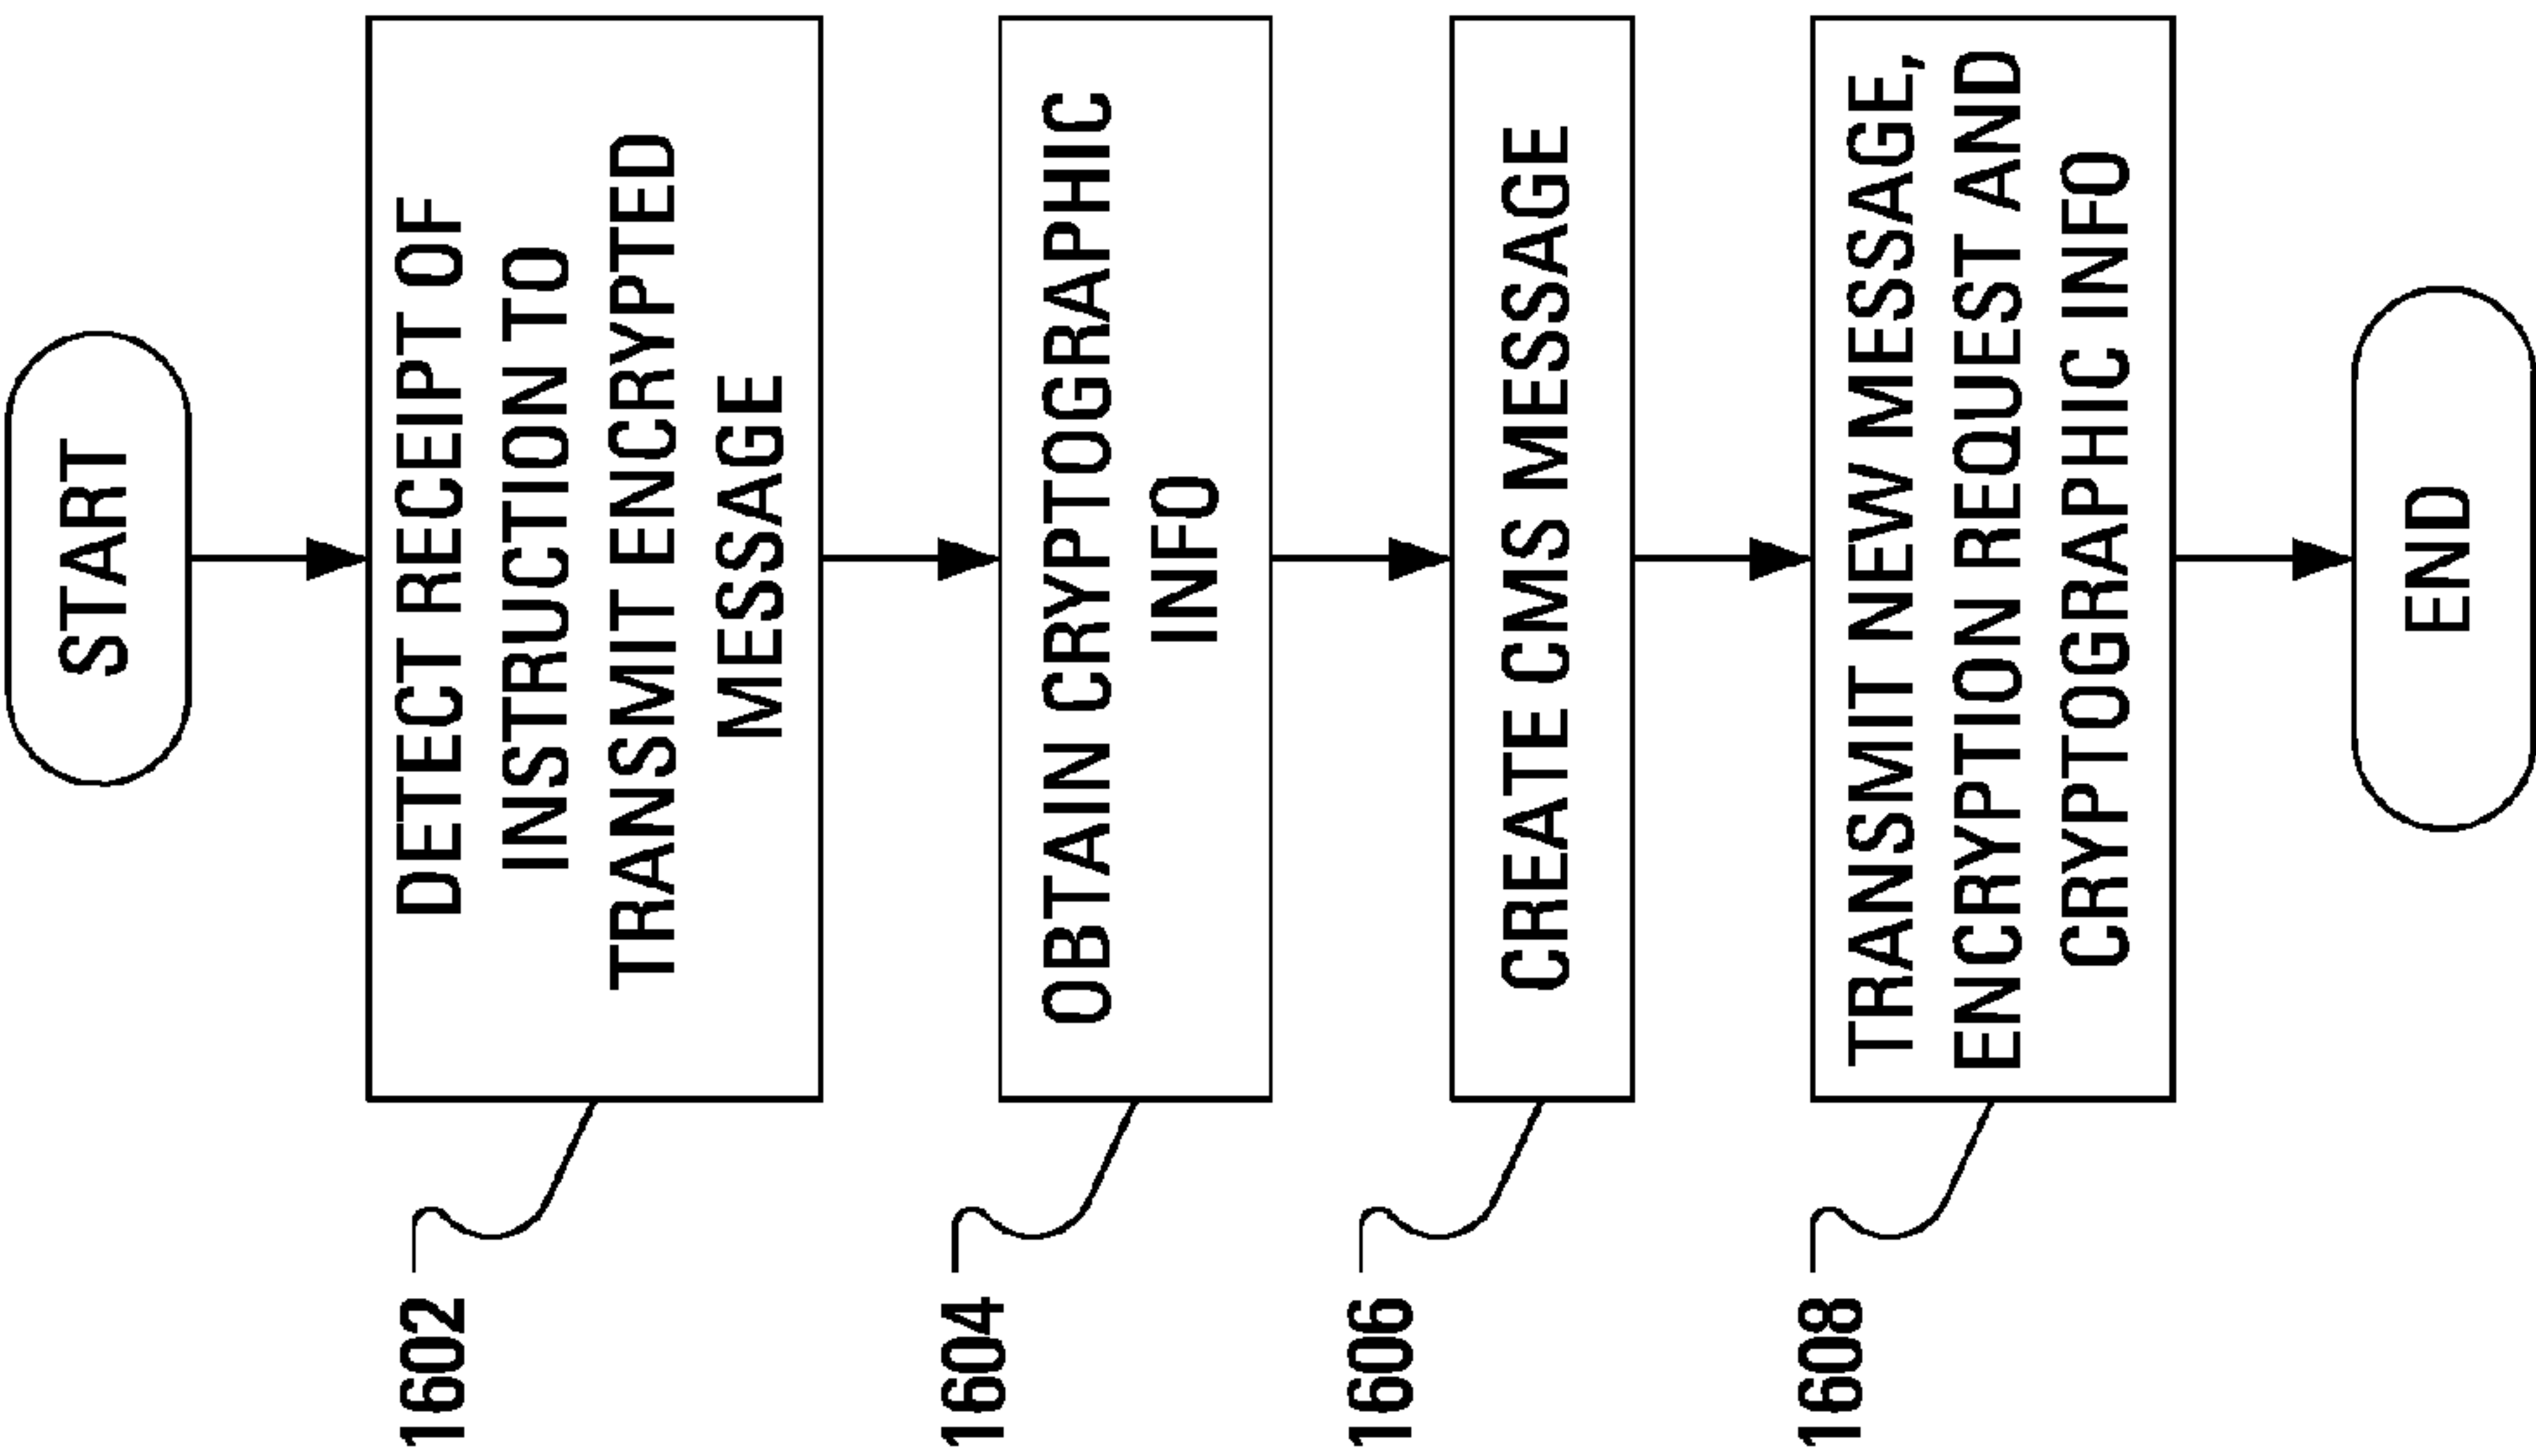 START
DETECT RECEIPT OF
INSTRUCTION TO
TRANSMIT ENCRYPTED
MESSAGE
1602
OBTAIN CRYPTOGRAPHIC
INFO
1604
CREATE CMS MESSAGE
1606
TRANSMIT NEW MESSAGE,
ENCRYPTION REQUEST AND
CRYPTOGRAPHIC INFO
1608
END